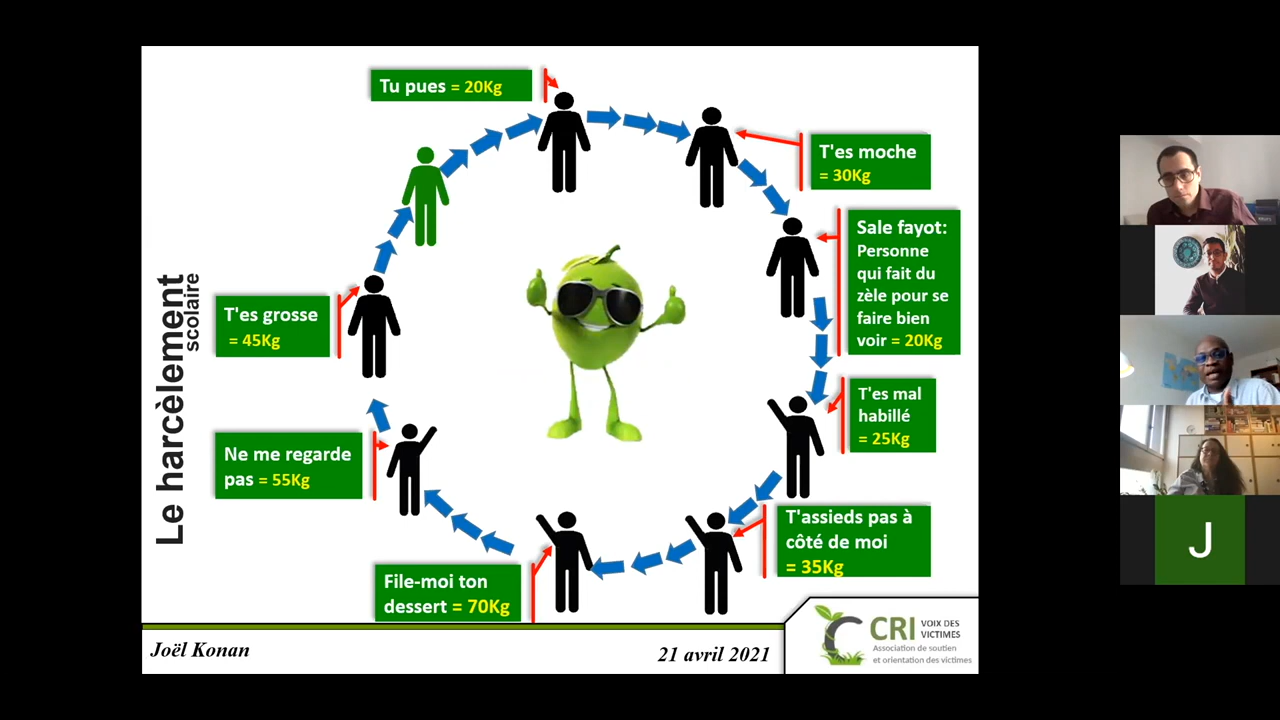 Tu pues = 20Kg
T'es moche
= 30Kg
Sale fayot:
Personne
qui fait du
zèle pour se
faire bien
voir = 20Kg
T'es mal
habillé
= 25Kg
T'assieds pas à
côté de moi
= 35Kg
File-moi ton
dessert = 70Kg
Ne me regarde
pas = 55Kg
T'es grosse
= 45Kg
Le harcèlement
scolaire
Joël Konan
21 avril 2021
CRI VOIX DES
VICTIMES
Association de soutien
et orientation des victimes
J